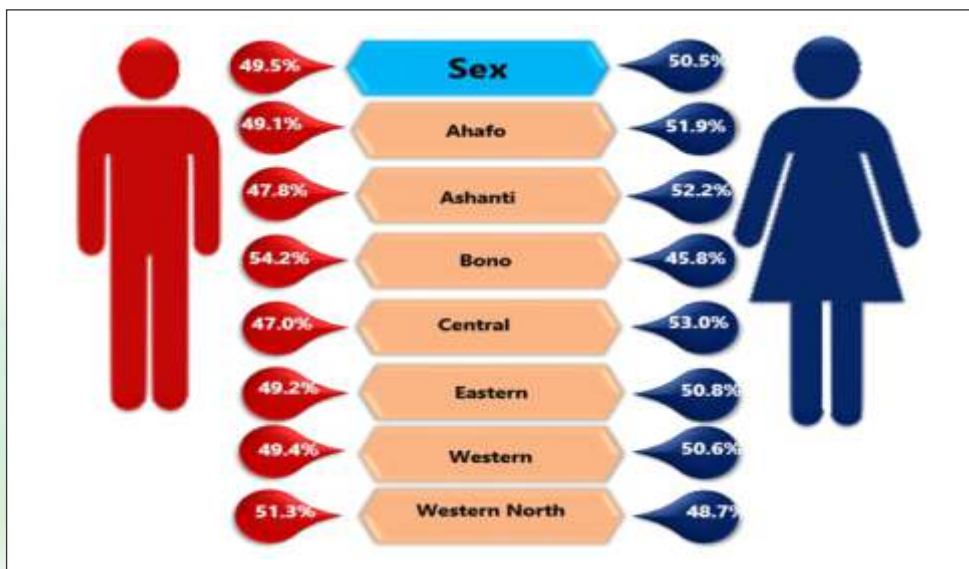 49.5% Sex 50.5%
49.1% Ahafo 51.9%
47.8% Ashanti 52.2%
54.2% Bono 45.8%
47.0% Central 53.0%
49.2% Eastern 50.8%
49.4% Western 50.6%
51.3% Western North 48.7%